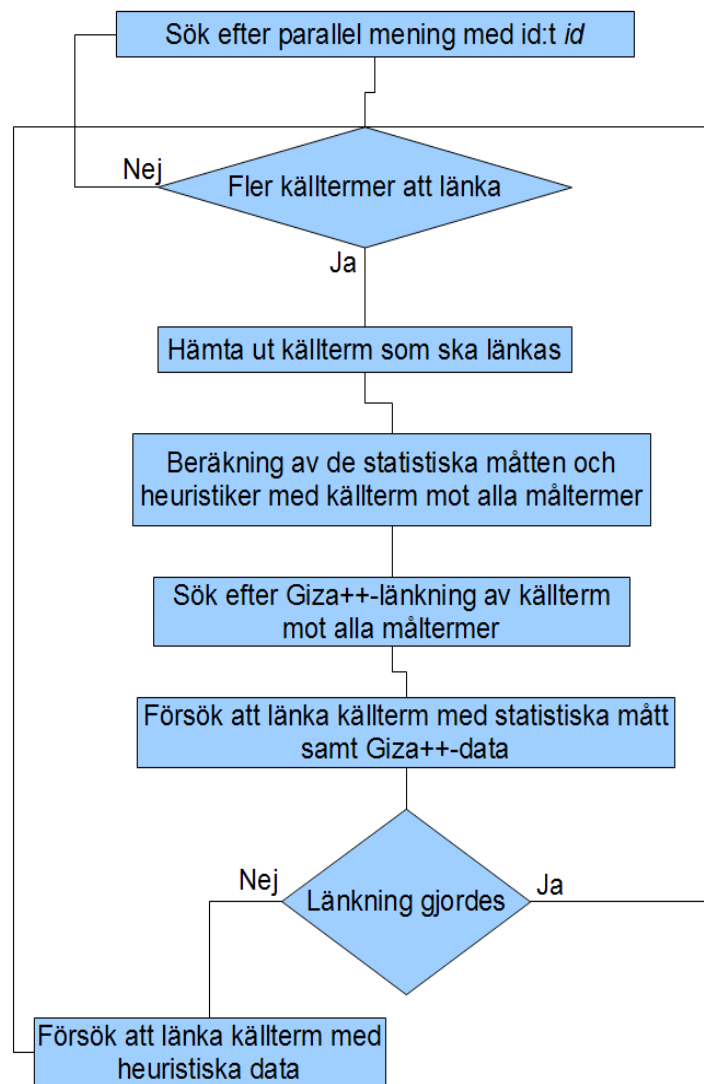 Sök efter parallel mening med id:t id
Nej
Fler källtermer att länka
Ja
Hämta ut källterm som ska länkas
Beräkning av de statistiska måtten och
heuristiker med källterm mot alla måltermer
Sök efter Giza++-länkning av källterm
mot alla måltermer
Försök att länka källterm med statistiska mått
samt Giza++-data
Nej
Länkning gjordes
Ja
Försök att länka källterm med
heuristiska data